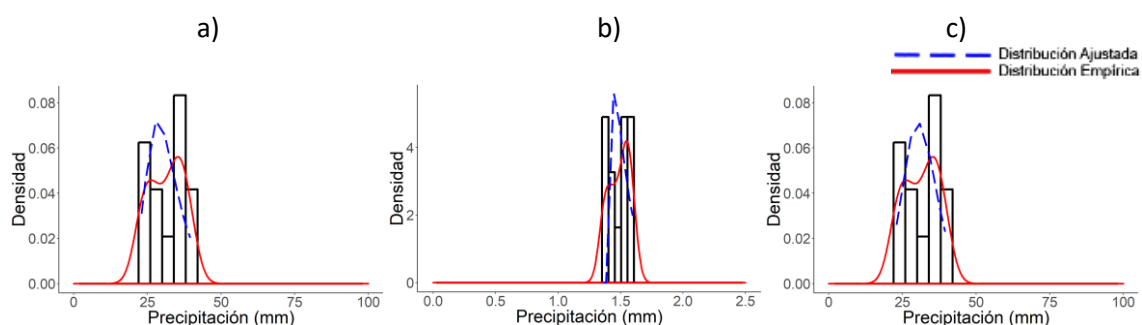 a)
b)
c)
Distribución Ajustada
Distribución Empírica
Densidad
0.08
0.06
0.04
0.02
0.00
0
25
50
75
100
Precipitación (mm)
Densidad
4
2
0
0.0
0.5
1.0
1.5
2.0
2.5
Precipitación (mm)
Densidad
0.08
0.06
0.04
0.02
0.00
0
25
50
75
100
Precipitación (mm)